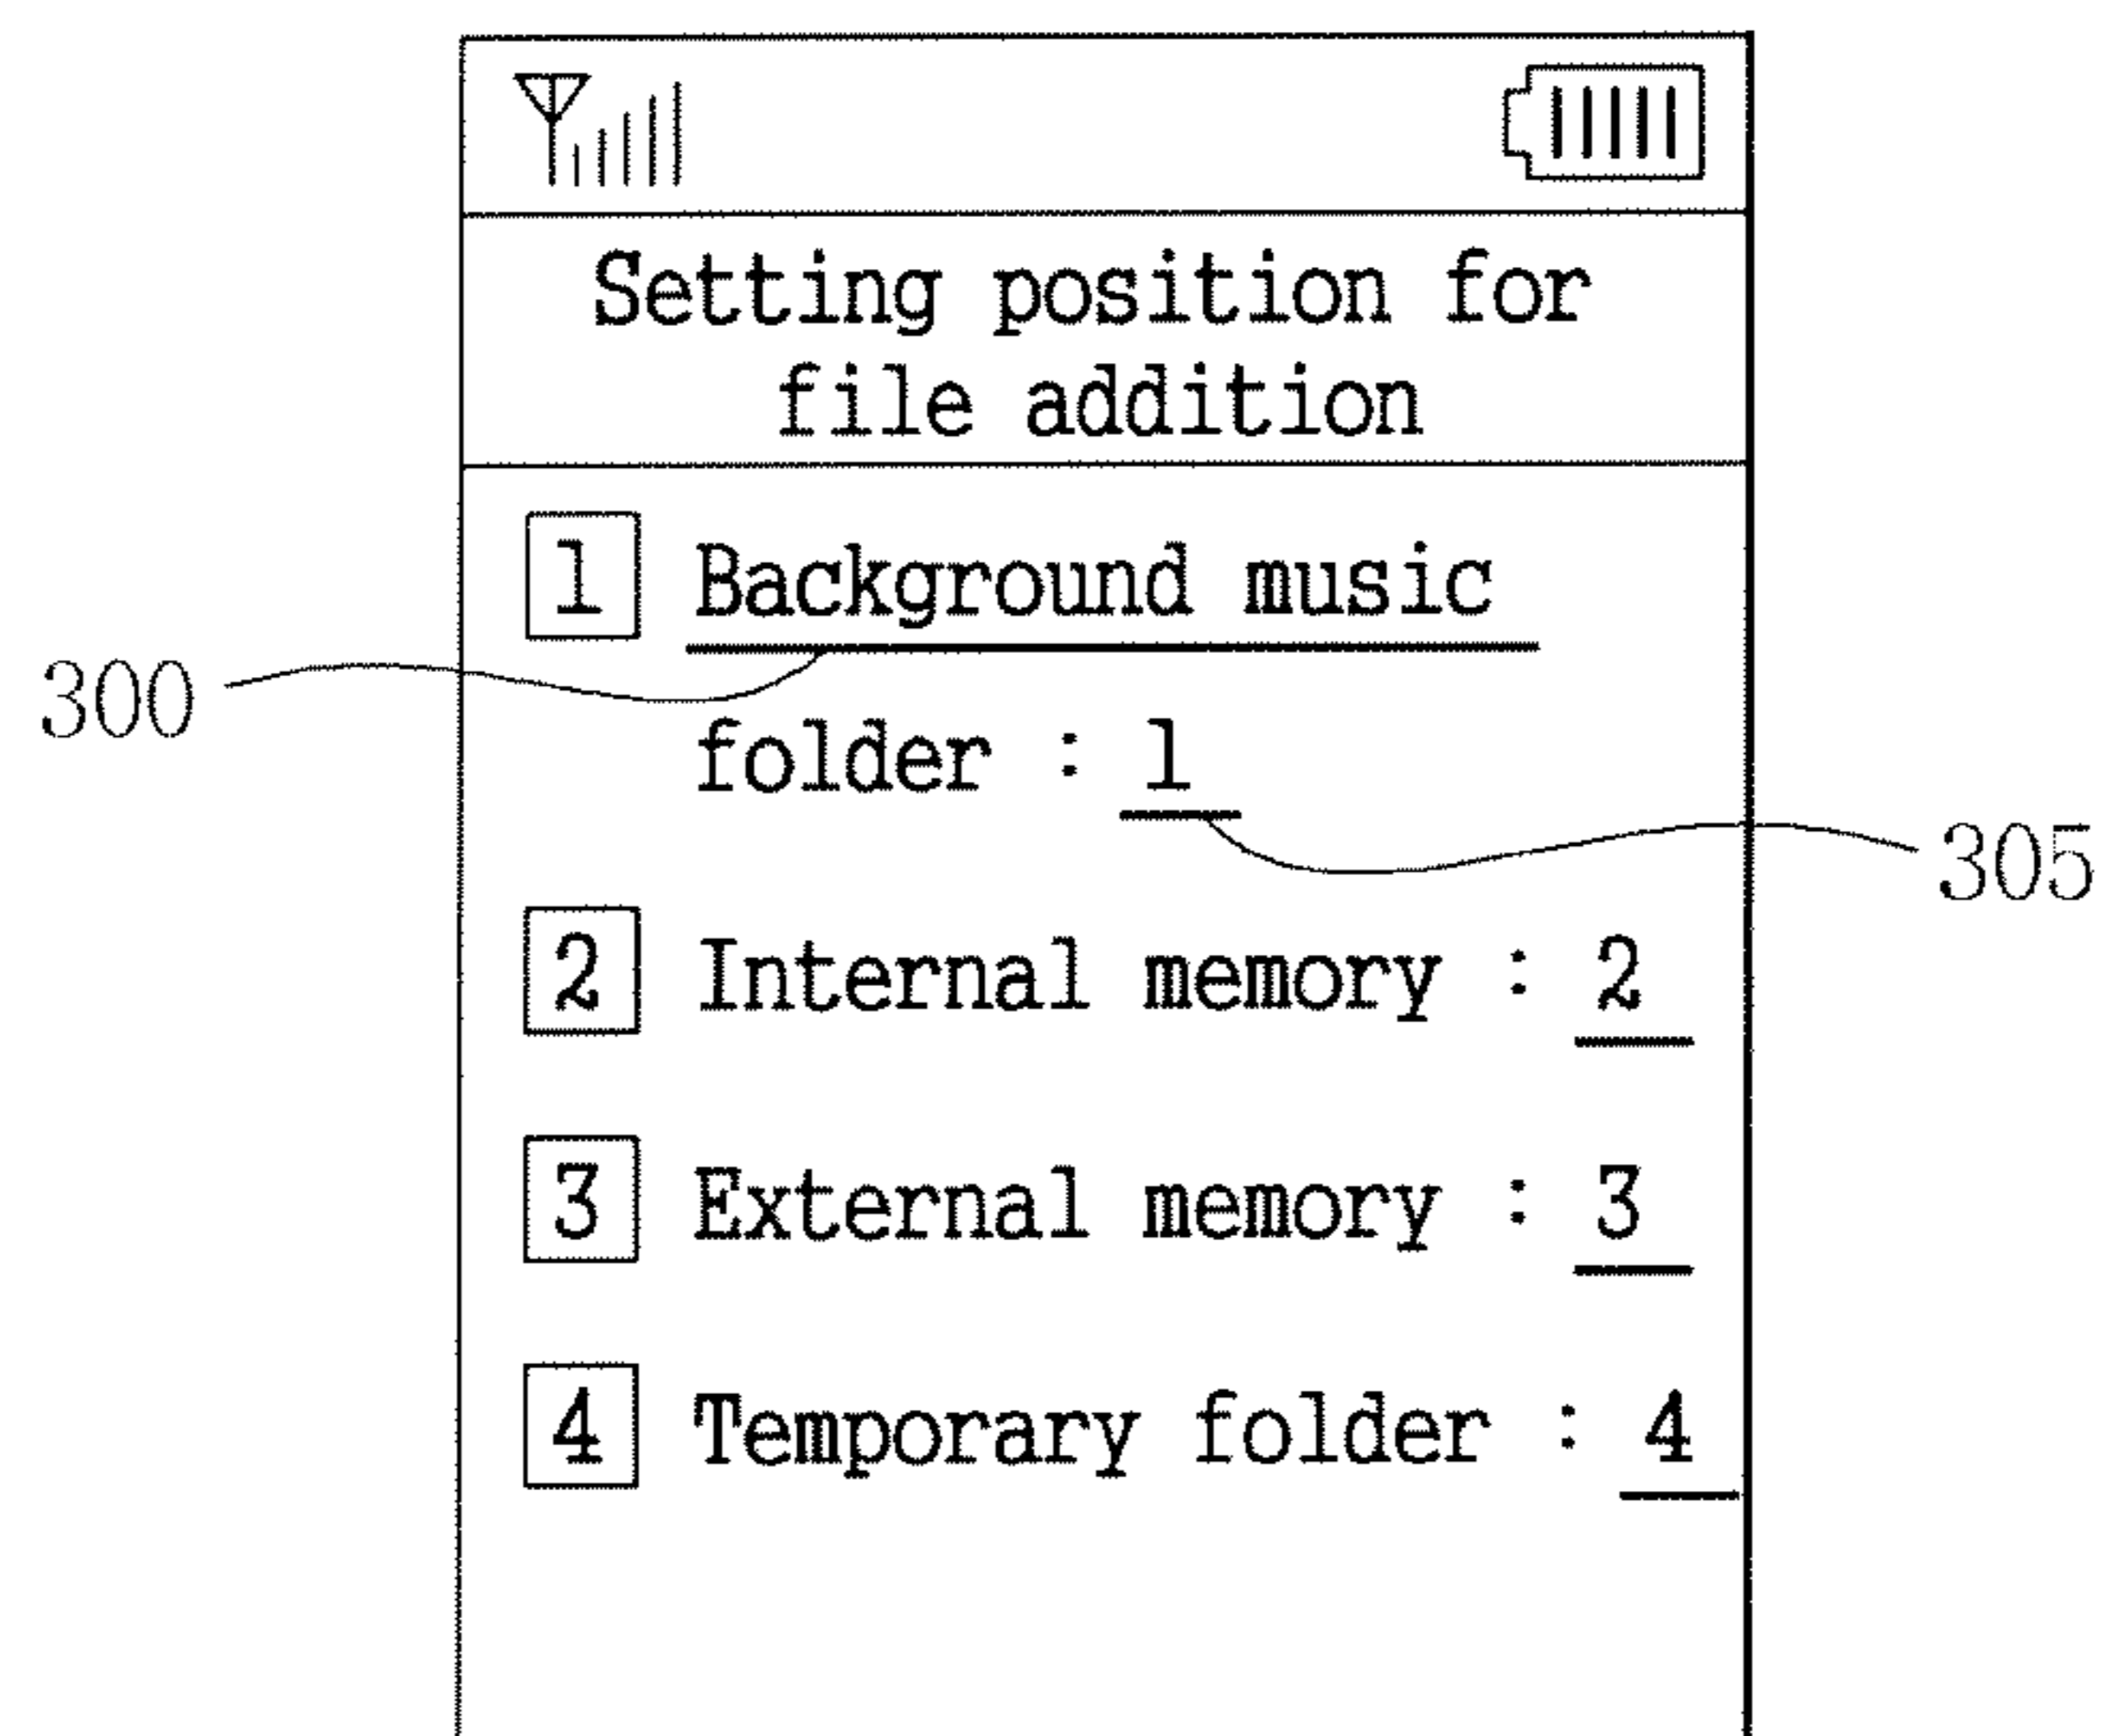 Setting position for
file addition
1 Background music
300
folder : 1
305
2 Internal memory : 2
3 External memory : 3
4 Temporary folder : 4